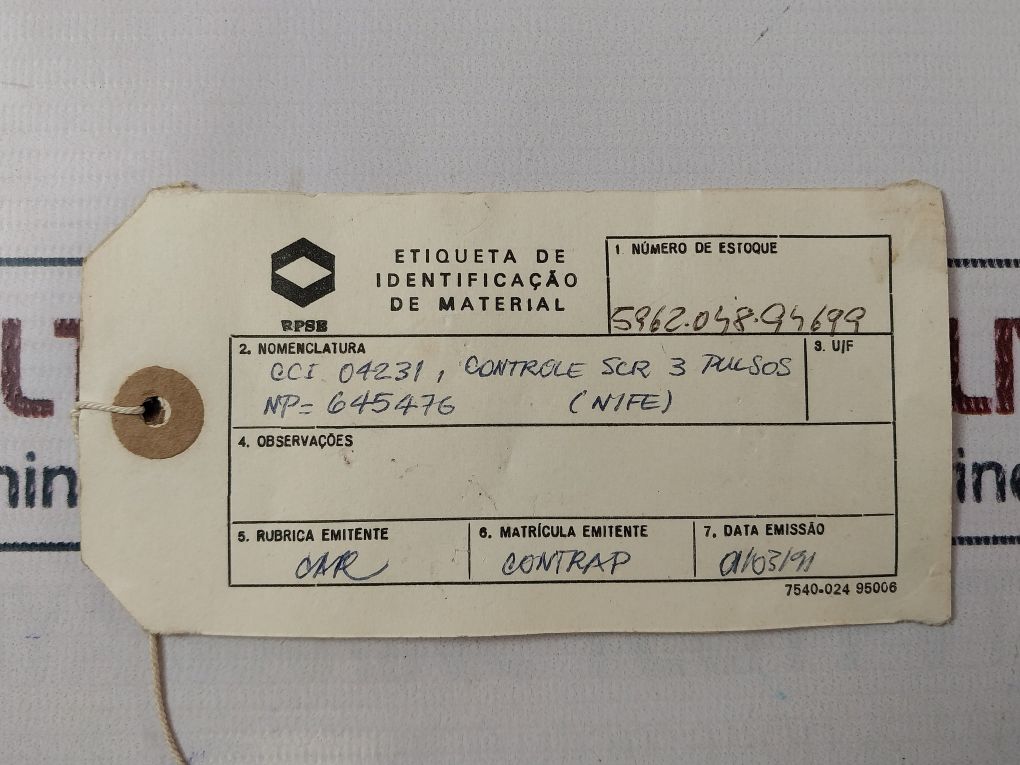 ETIQUETA DE
IDENTIFICAÇÃO
DE MATERIAL
1. NÚMERO DE ESTOQUE
5962.048.94699
2. NOMENCLATURA
3. U/F
CCI 04231, CONTROLE SCR 3 PULSOS
NP= 645476 (NIFE)
4. OBSERVAÇÕES
5. RUBRICA EMITENTE
6. MATRÍCULA EMITENTE
7. DATA EMISSÃO
CONTRAP
01/03/91
7540-024 95006